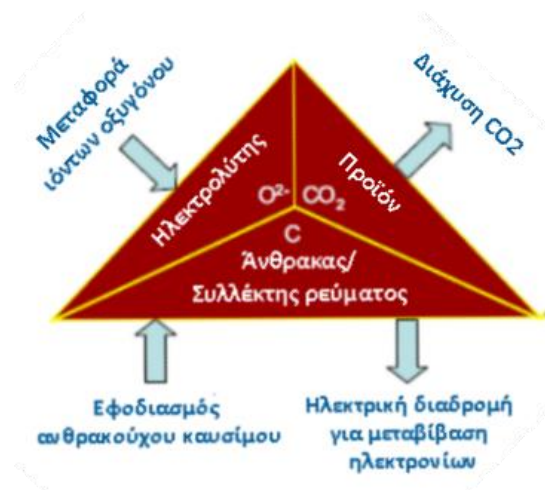 Μεταφορά
ιόντων οξυγόνου
Διάχυση CO2
Ηλεκτρολύτης
Προϊόν
O²⁻
CO₂
C
Άνθρακας/
Συλλέκτης ρεύματος
Εφοδιασμός
ανθρακούχου καυσίμου
Ηλεκτρική διαδρομή
για μεταβίβαση
ηλεκτρονίων